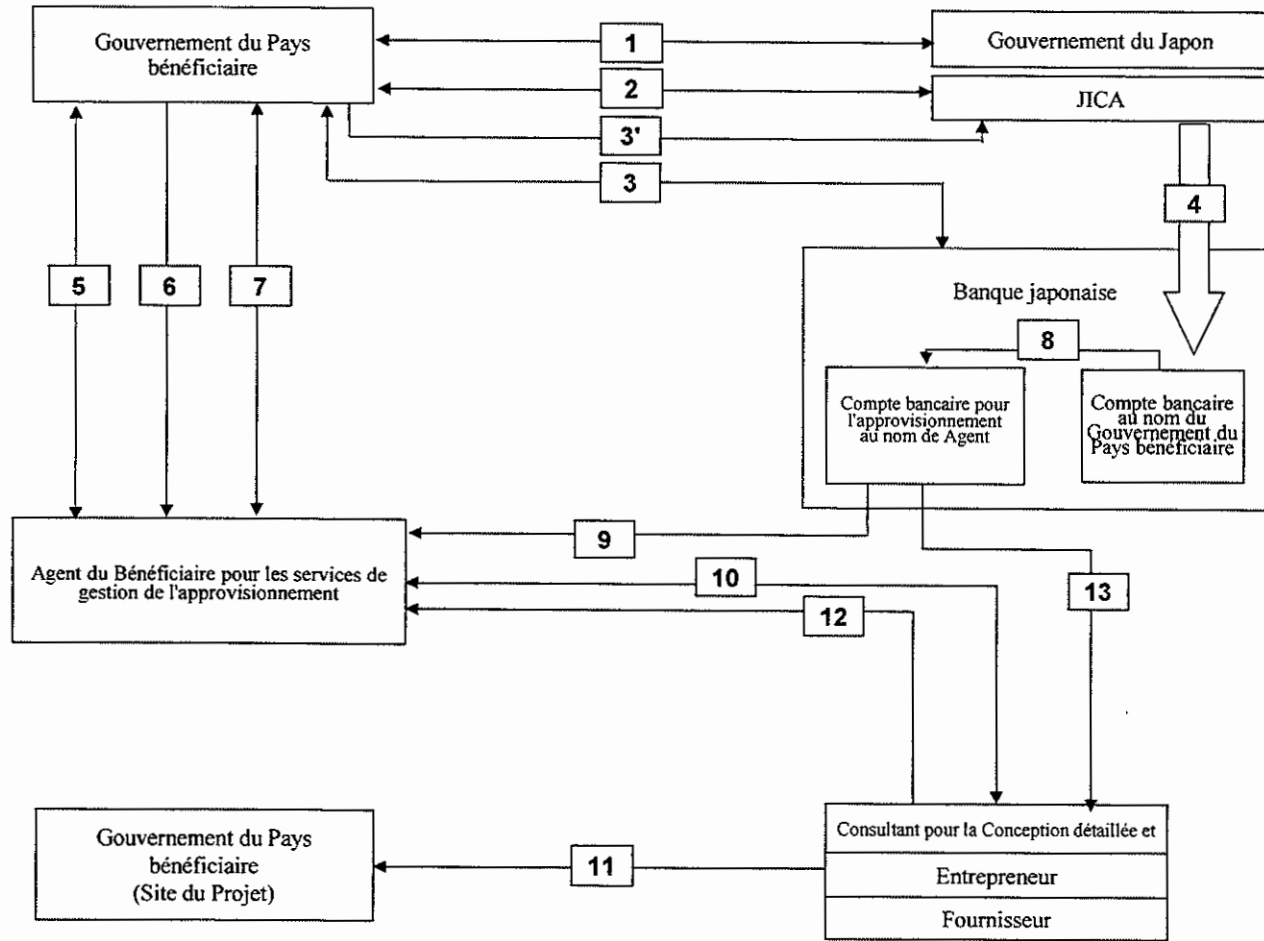 Gouvernement du Pays
bénéficiaire
1
Gouvernement du Japon
2
JICA
3'
3
4
5
6
7
Banque japonaise
8
Compte bancaire pour
l'approvisionnement
au nom de Agent
Compte bancaire
au nom du
Gouvernement du
Pays bénéficiaire
9
Agent du Bénéficiaire pour les services de
gestion de l'approvisionnement
10
12
13
Gouvernement du Pays
bénéficiaire
(Site du Projet)
11
Consultant pour la Conception détaillée et
Entrepreneur
Fournisseur